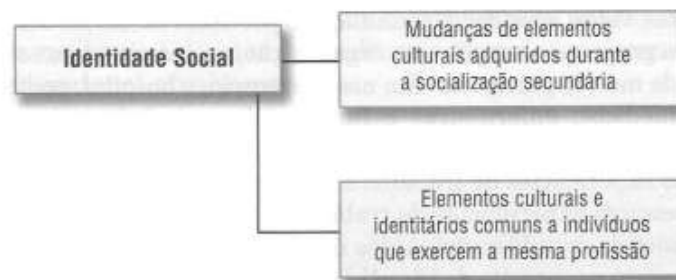 Identidade Social
Mudanças de elementos
culturais adquiridos durante
a socialização secundária
Elementos culturais e
identitários comuns a indivíduos
que exercem a mesma profissão